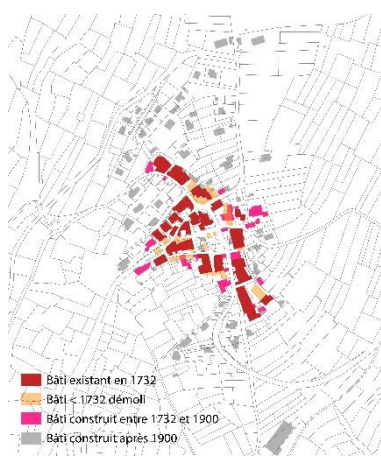 Bâti existant en 1732
Bâti < 1732 démoli
Bâti construit entre 1732 et 1900
Bâti construit après 1900